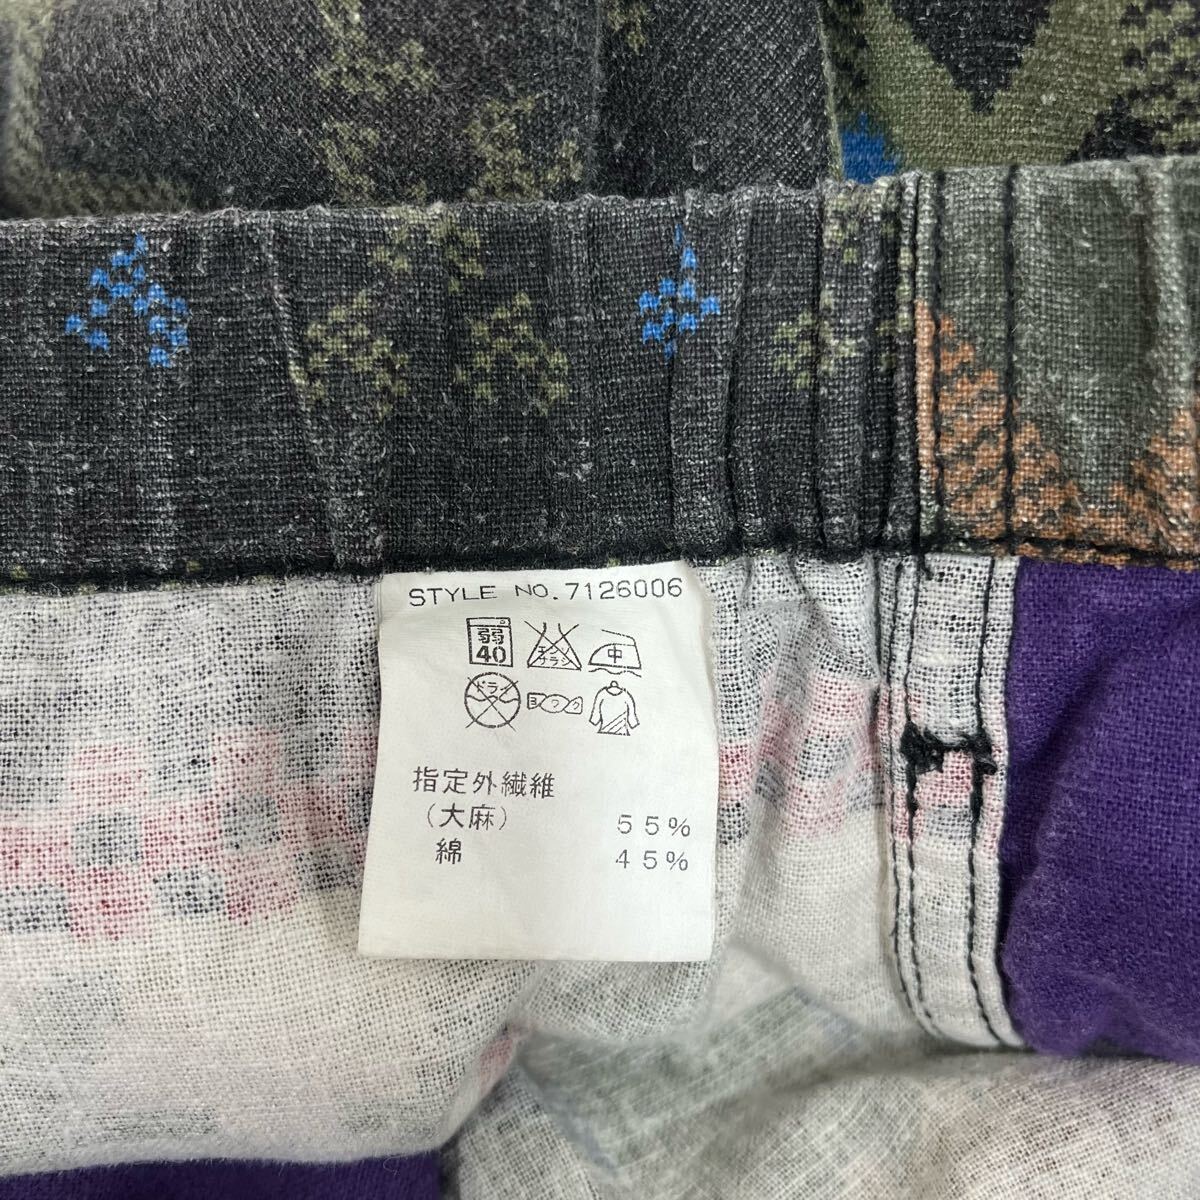 STYLE NO.7126006
弱
40
エンソ
サラシ
中
ドライ
ヨワク
指定外繊維
(大麻) 55%
綿 45%